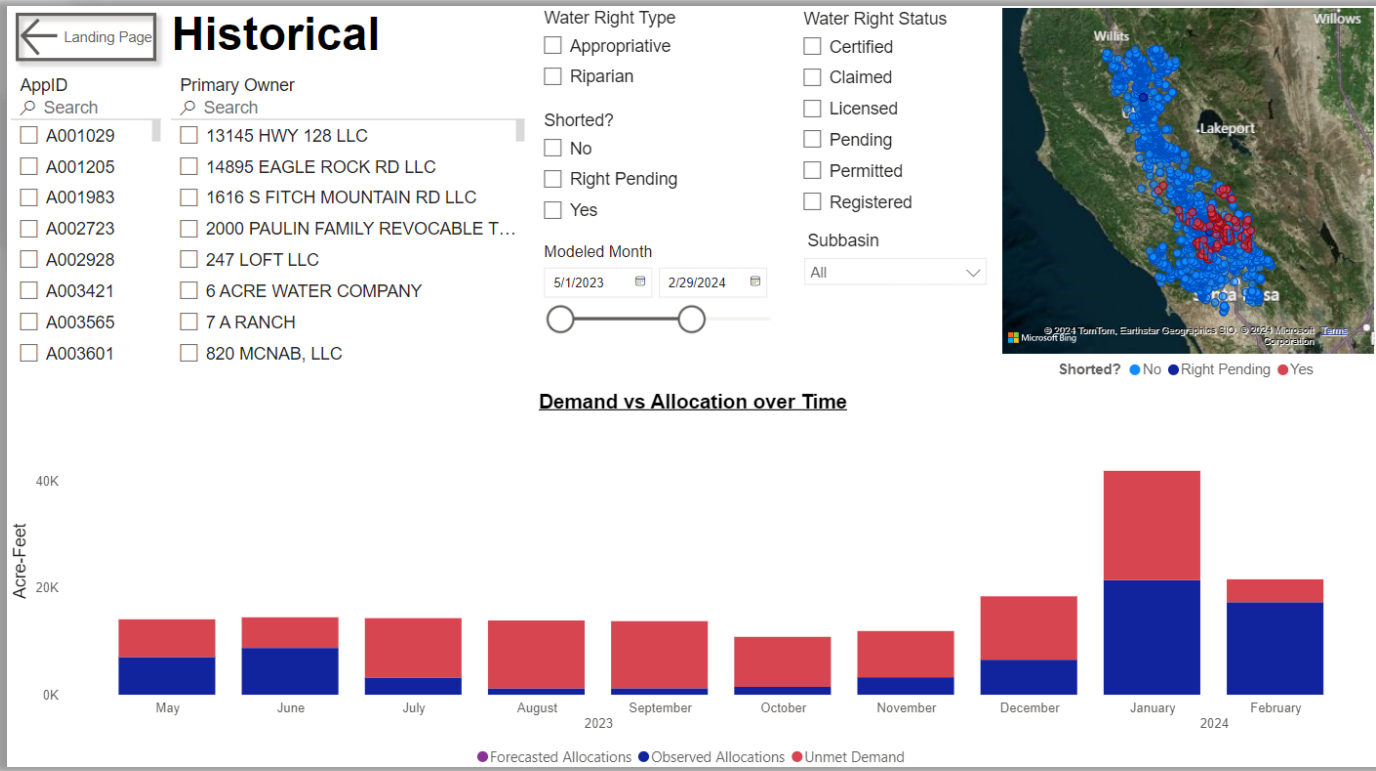 Landing Page
Historical
AppID
Search
A001029
A001205
A001983
A002723
A002928
A003421
A003565
A003601
Primary Owner
Search
13145 HWY 128 LLC
14895 EAGLE ROCK RD LLC
1616 S FITCH MOUNTAIN RD LLC
2000 PAULIN FAMILY REVOCABLE T...
247 LOFT LLC
6 ACRE WATER COMPANY
7 A RANCH
820 MCNAB, LLC
Water Right Type
Appropriative
Riparian
Shorted?
No
Right Pending
Yes
Modeled Month
5/1/2023 2/29/2024
Water Right Status
Certified
Claimed
Licensed
Pending
Permitted
Registered
Subbasin
All
Willows
Willits
Lakeport
© 2024 TomTom, Earthstar Geographics SIO, © 2024 Microsoft Terms
Corporation
Microsoft Bing
Shorted? No Right Pending Yes
Demand vs Allocation over Time
Acre-Feet
40K
20K
0K
May June July August September October November December January February
2023 2024
Forecasted Allocations Observed Allocations Unmet Demand